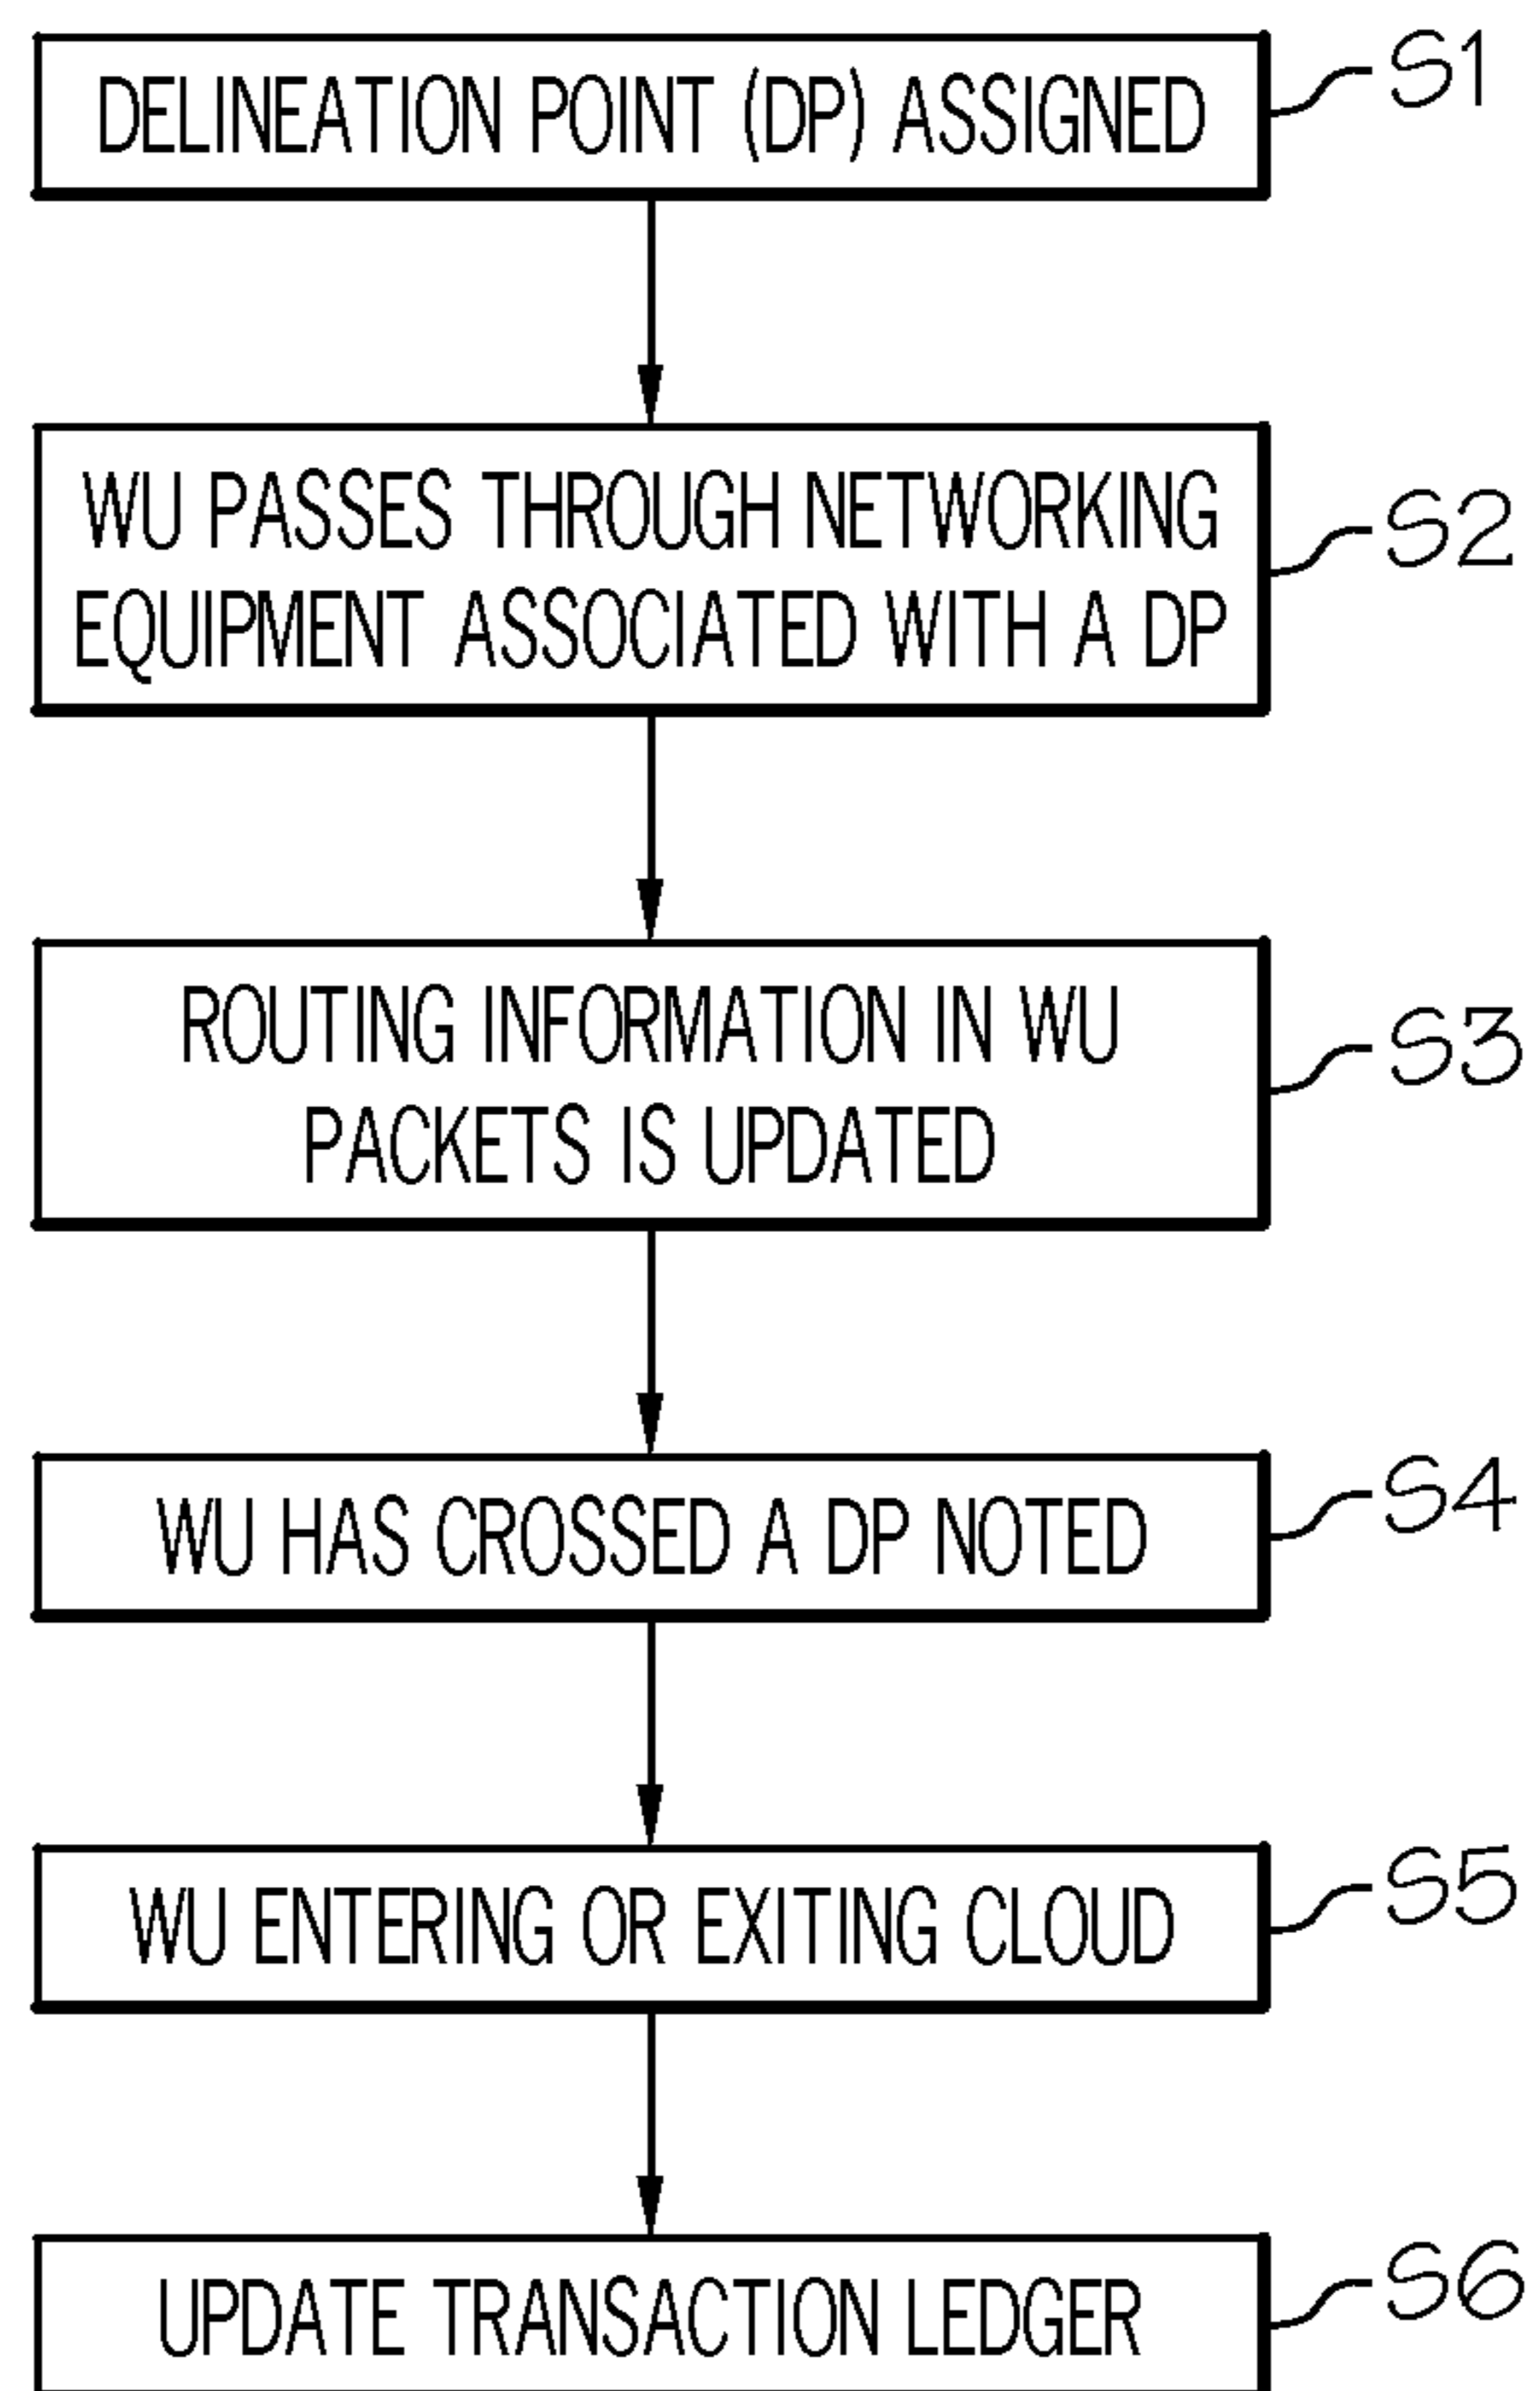 DELINEATION POINT (DP) ASSIGNED
S1
WU PASSES THROUGH NETWORKING
EQUIPMENT ASSOCIATED WITH A DP
S2
ROUTING INFORMATION IN WU
PACKETS IS UPDATED
S3
WU HAS CROSSED A DP NOTED
S4
WU ENTERING OR EXITING CLOUD
S5
UPDATE TRANSACTION LEDGER
S6